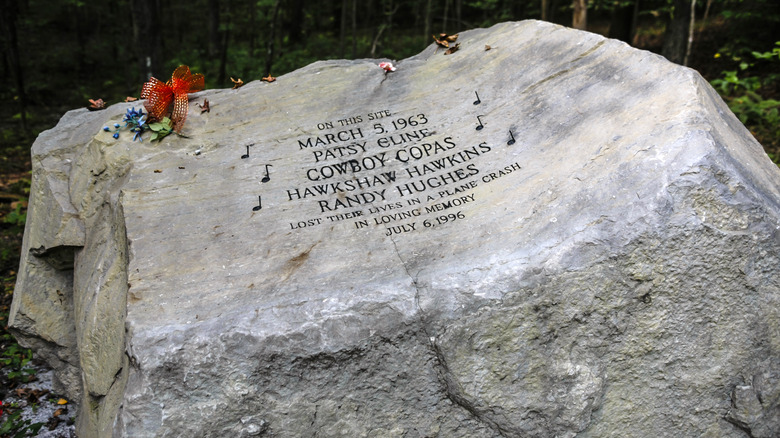 ON THIS SITE
MARCH 5, 1963
PATSY CLINE
COWBOY COPAS
HAWKSHAW HAWKINS
RANDY HUGHES
LOST THEIR LIVES IN A PLANE CRASH
IN LOVING MEMORY
JULY 6, 1996